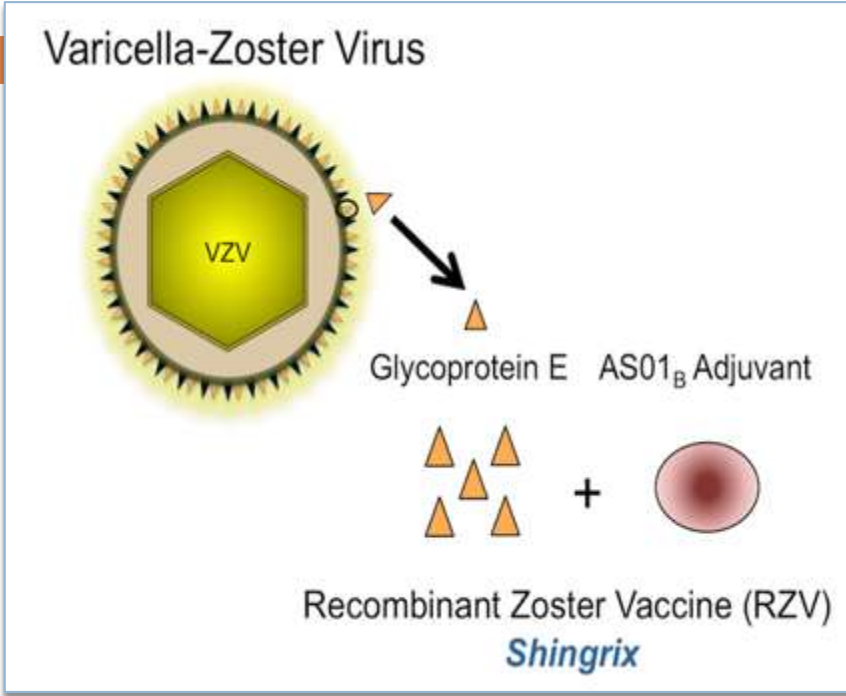 Varicella-Zoster Virus
VZV
Glycoprotein E AS01B Adjuvant
+
Recombinant Zoster Vaccine (RZV)
Shingrix